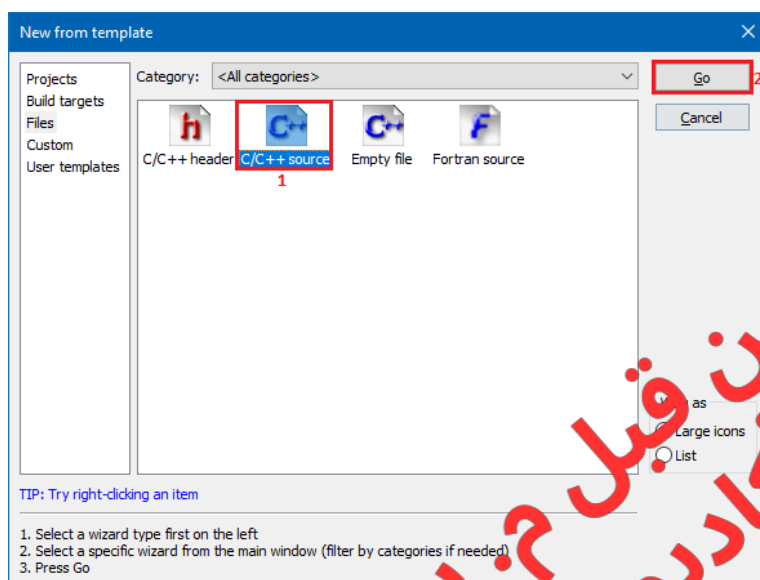 New from template
Projects
Build targets
Files
Custom
User templates
Category: <All categories>
C/C++ header C/C++ source Empty file Fortran source
1
Go 2
Cancel
as
Large icons
List
TIP: Try right-clicking an item
1. Select a wizard type first on the left
2. Select a specific wizard from the main window (filter by categories if needed)
3. Press Go
قبل